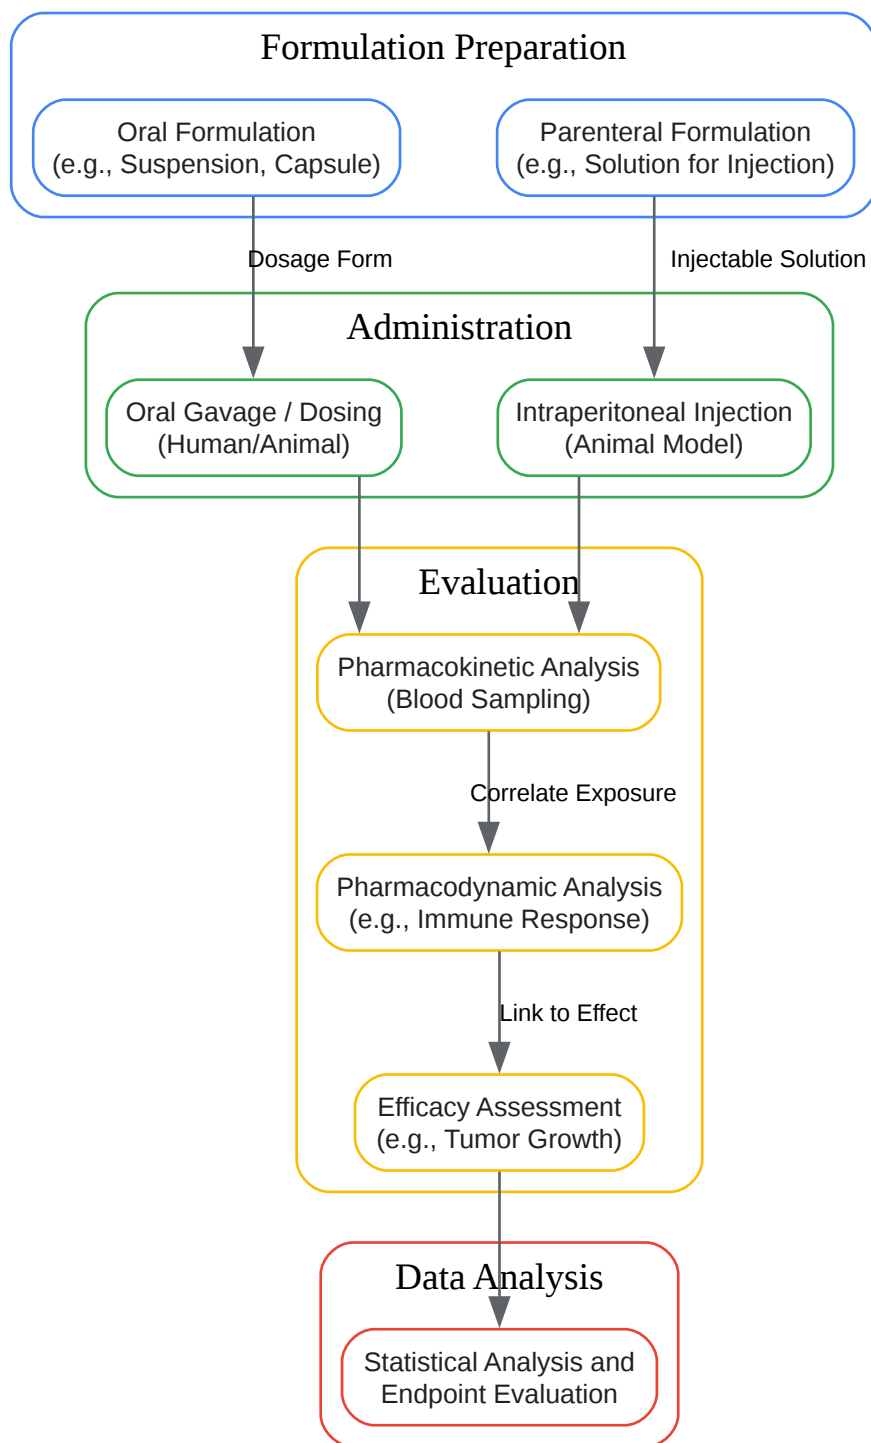 Formulation Preparation
Oral Formulation
(e.g., Suspension, Capsule)
Parenteral Formulation
(e.g., Solution for Injection)
Dosage Form
Injectable Solution
Administration
Oral Gavage / Dosing
(Human/Animal)
Intraperitoneal Injection
(Animal Model)
Evaluation
Pharmacokinetic Analysis
(Blood Sampling)
Correlate Exposure
Pharmacodynamic Analysis
(e.g., Immune Response)
Link to Effect
Efficacy Assessment
(e.g., Tumor Growth)
Data Analysis
Statistical Analysis and
Endpoint Evaluation